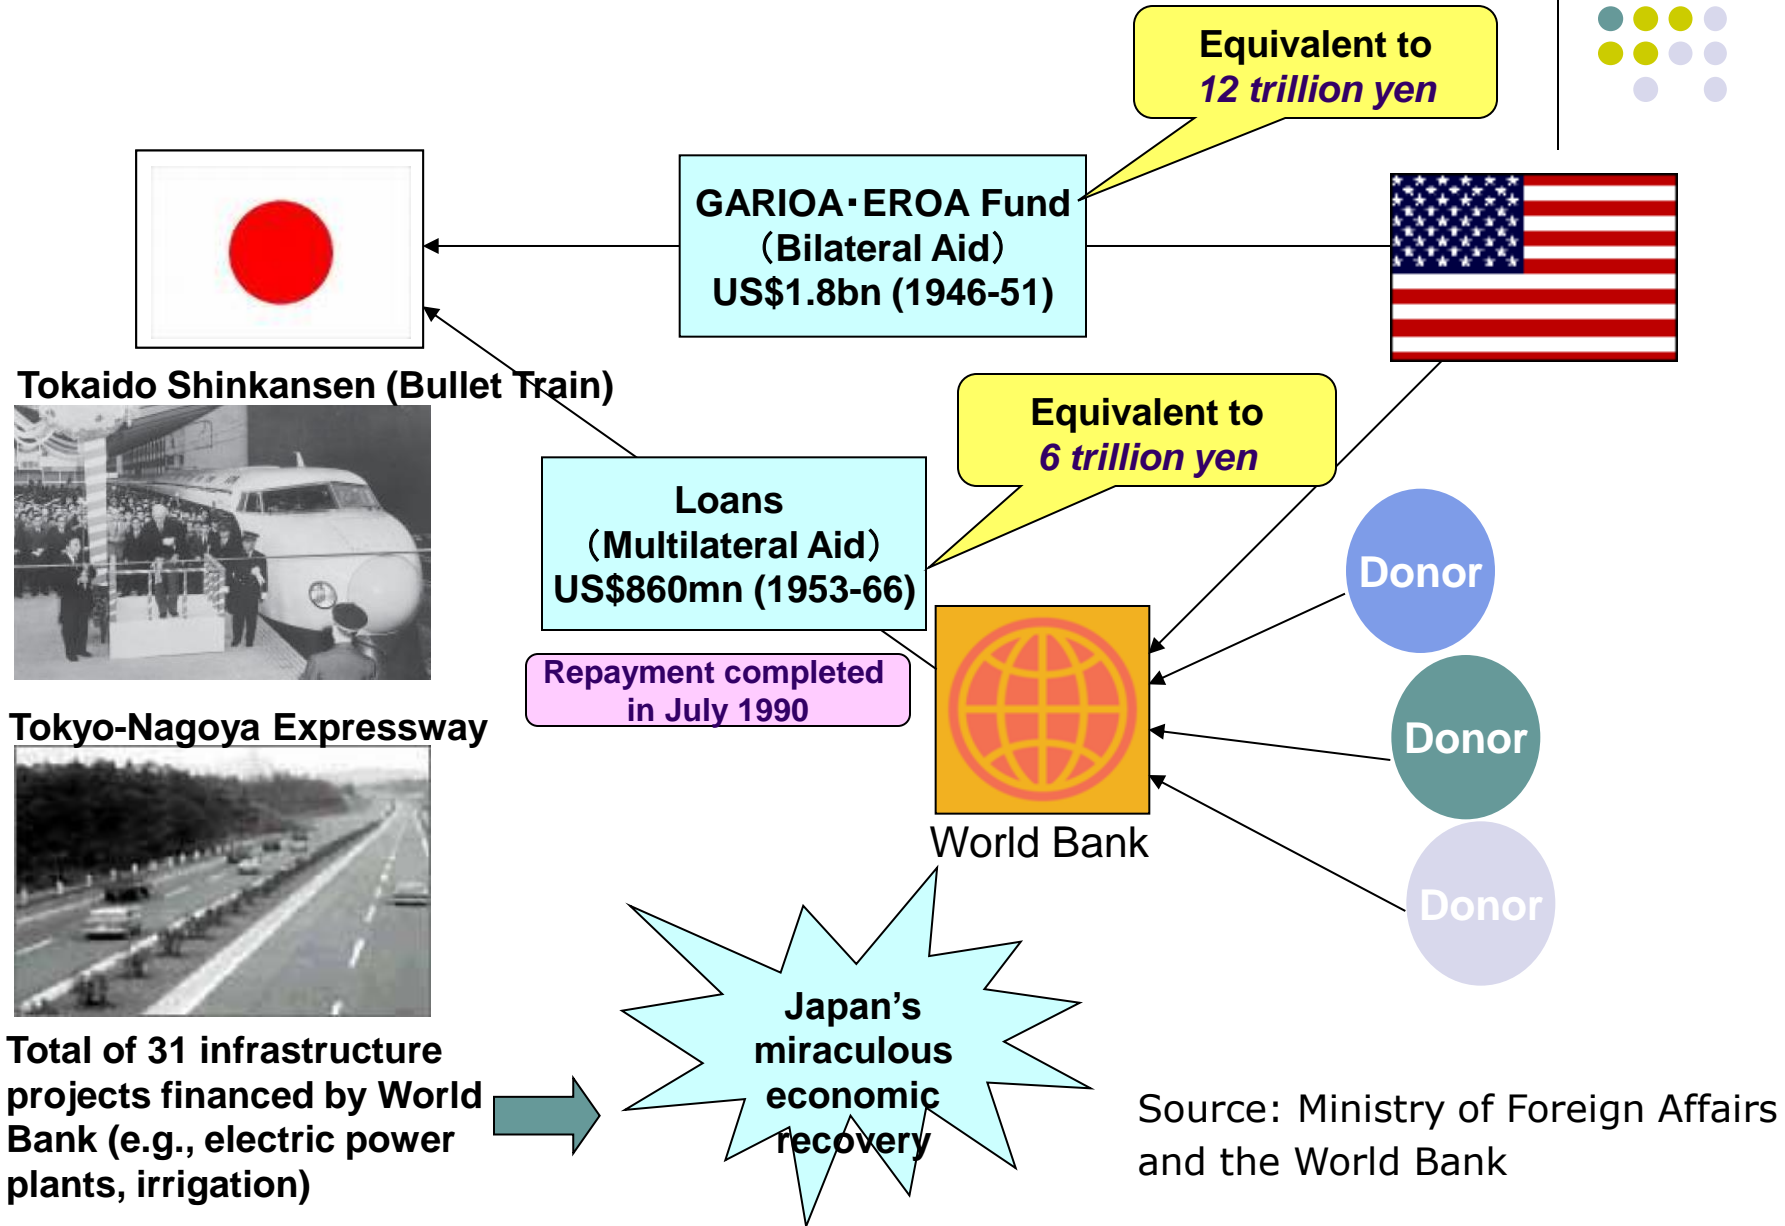 Equivalent to
12 trillion yen
GARIOA･EROA Fund
（Bilateral Aid）
US$1.8bn (1946-51)
Tokaido Shinkansen (Bullet Train)
Equivalent to
6 trillion yen
Loans
（Multilateral Aid）
US$860mn (1953-66)
Donor
Repayment completed
in July 1990
Donor
Tokyo-Nagoya Expressway
World Bank
Donor
Japan’s
miraculous
economic
recovery
Total of 31 infrastructure
projects financed by World
Bank (e.g., electric power
plants, irrigation)
Source: Ministry of Foreign Affairs
and the World Bank